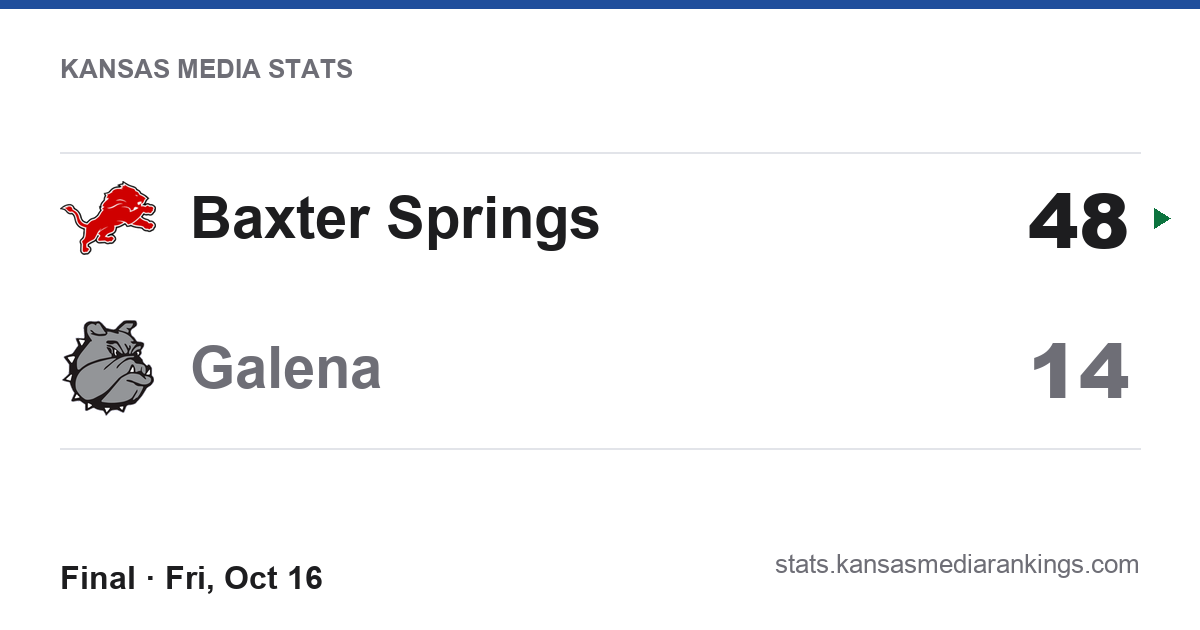 KANSAS MEDIA STATS
Baxter Springs 48
Galena 14
Final · Fri, Oct 16
stats.kansasmediarankings.com